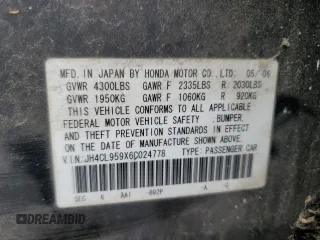 MFD. IN JAPAN BY HONDA MOTOR CO., LTD. 05/06
GVWR 4300LBS GAWR F 2335LBS R 2030LBS
GVWR 1950KG GAWR F 1060KG R 920KG
THIS VEHICLE CONFORMS TO ALL APPLICABLE
FEDERAL MOTOR VEHICLE SAFETY, BUMPER,
AND THEFT PREVENTION STANDARDS IN EFFECT
ON THE DATE OF MANUFACTURE SHOWN ABOVE.
V.I.N. JH4CL959X6C024778 TYPE: PASSENGER CAR
AAI -A
DREAMBID